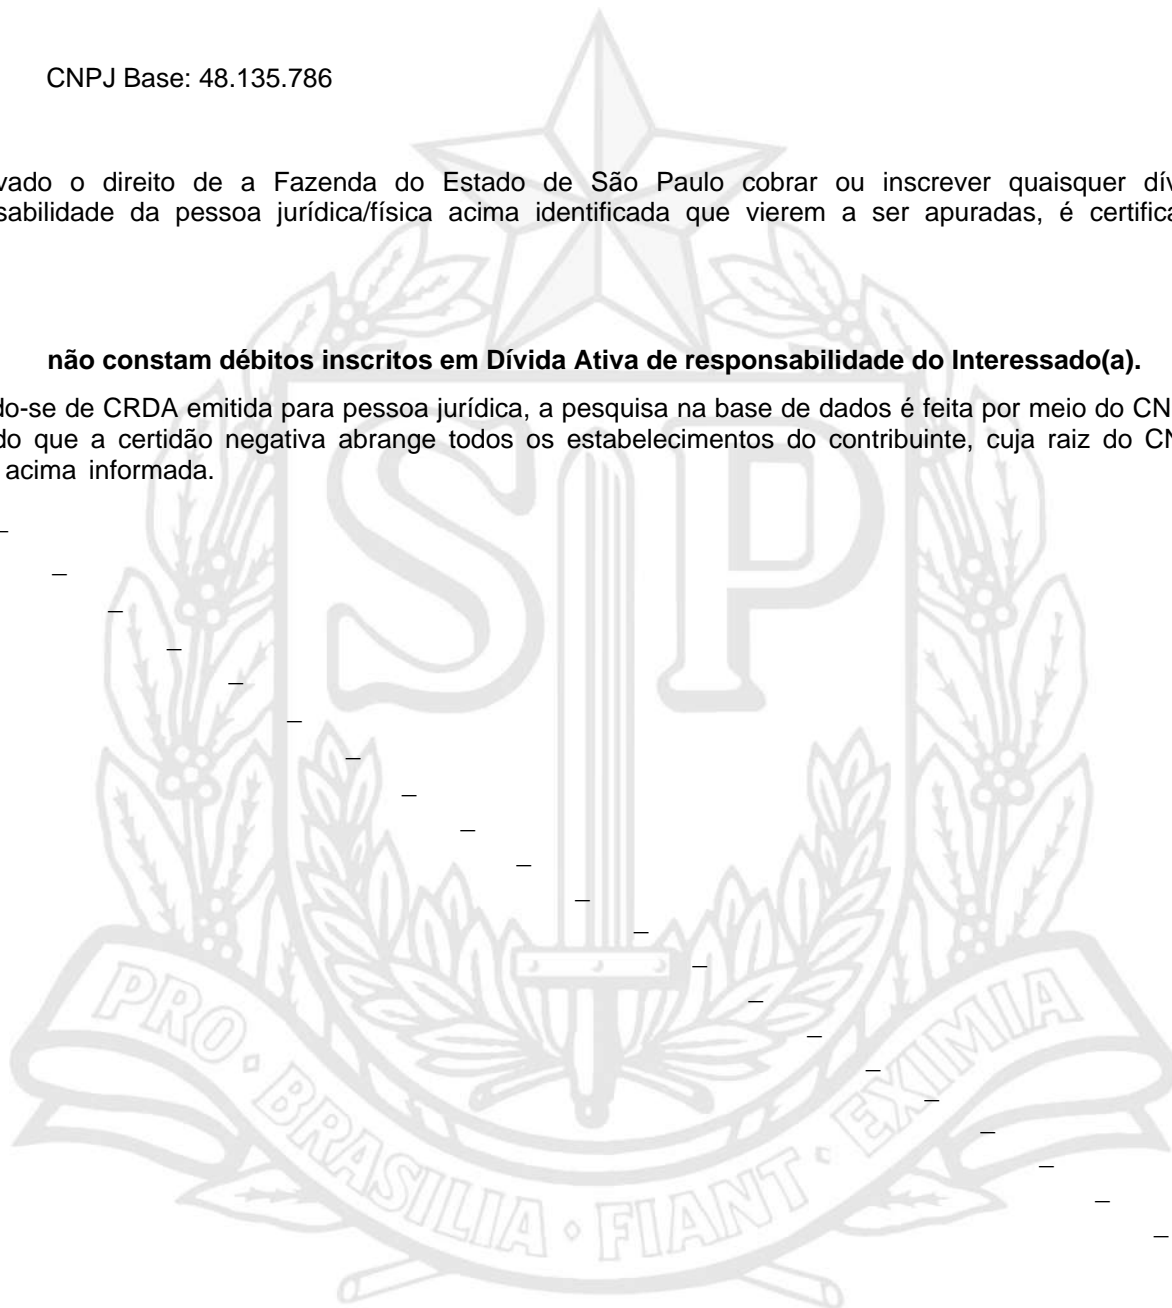 CNPJ Base: 48.135.786
vado o direito de a Fazenda do Estado de São Paulo cobrar ou inscrever quaisquer dív
sabilidade da pessoa jurídica/física acima identificada que vierem a ser apuradas, é certifica
não constam débitos inscritos em Dívida Ativa de responsabilidade do Interessado(a).
do-se de CRDA emitida para pessoa jurídica, a pesquisa na base de dados é feita por meio do CN
do que a certidão negativa abrange todos os estabelecimentos do contribuinte, cuja raiz do CN
acima informada.
SP
PRO • BRASILIA • FIANT • EXIMIA